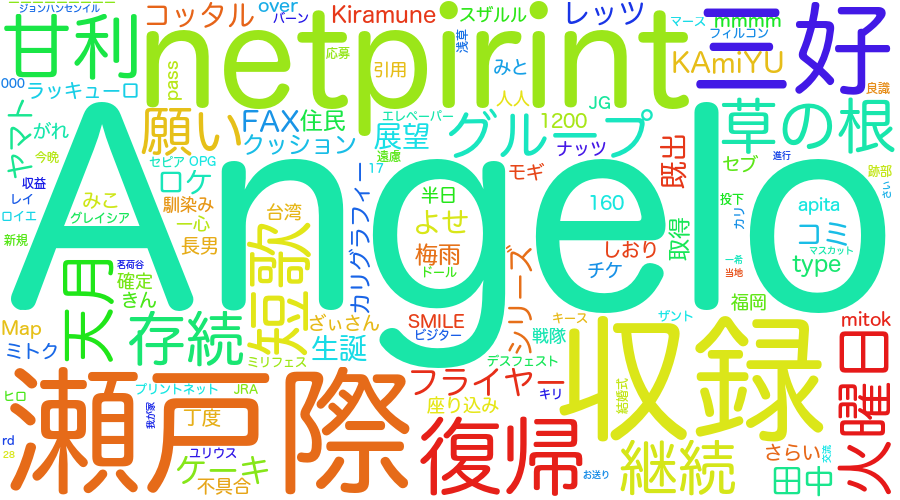 ジョンハンセンイル
甘利
コッタル
over
バーン
Kiramune
スザルル
レッツ
mmmm
三好
マース
フィルコン
000
ラッキューロ
pass
netpirint
応募
引用
浅草
みと
人人
KAmiYU
良識
ヤマト
がれ
願い
FAX
住民
エレペーパー
展望
グループ
JG
1200
草の根
今晩
クッション
遠慮
ナッツ
既出
セブ
進行
跡部
収益
セピア
OPG
17
モギ
レイ
みこ
ロケ
半日
160
投下
さい
ロイエ
グレイシア
馴染み
一心
台湾
カリグラフィー
よせ
取得
カリ
apita
新規
長男
梅雨
しおり
コミ
マスカット
Angelo
天月
茗荷谷
確定
きん
短歌
ドール
シリーズ
チケ
一希
当地
type
福岡
Map
ミトク
存続
ざぃさん
生誕
SMILE
ビジター
戦隊
キース
ザント
mitok
ミリフェス
デスフェスト
収録
火曜日
瀬戸際
フライヤー
キリ
結婚式
ヒロ
プリントネット
JRA
我が家
丁度
座り込み
復帰
継続
さらい
交流
rd
28
ユリウス
ケーキ
不具合
お送り
田中